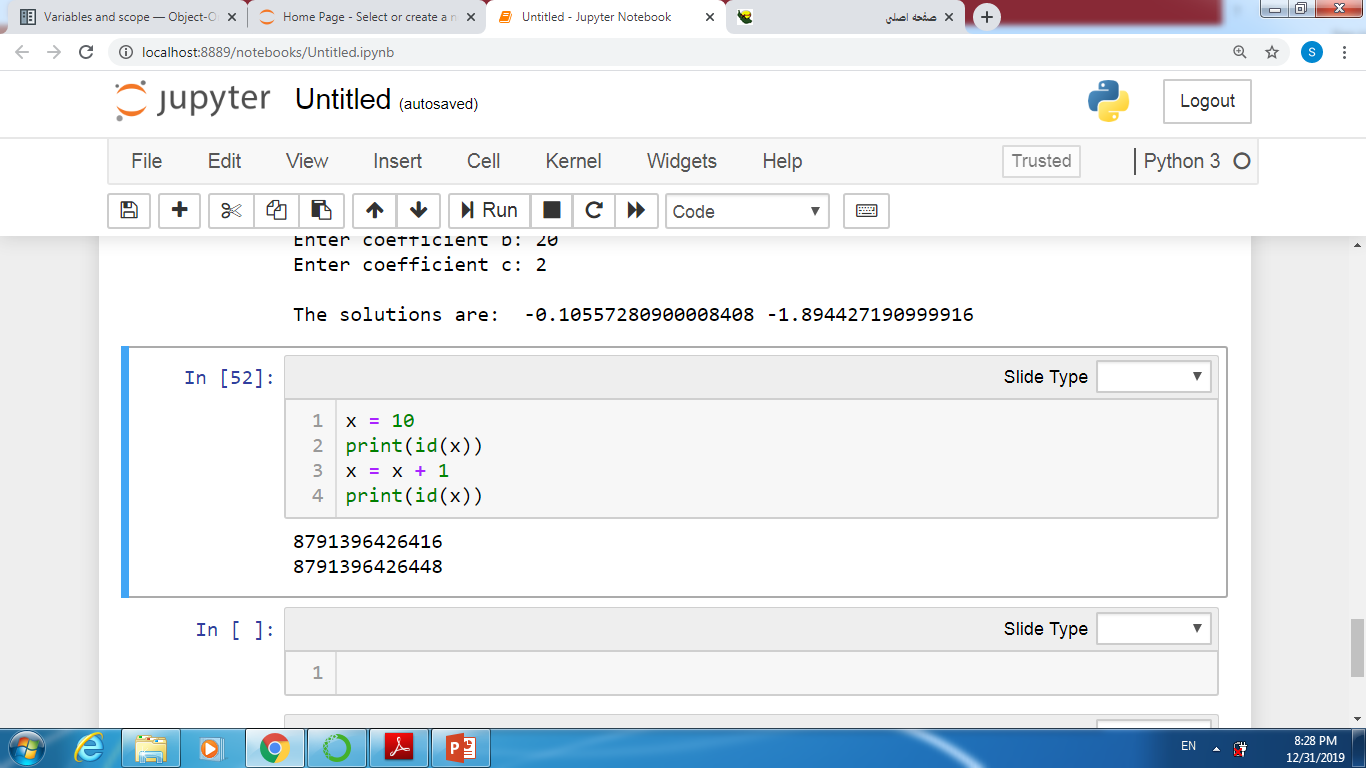 Variables and scope — Object-O
Home Page - Select or create a n
Untitled - Jupyter Notebook
صفحه اصلي
localhost:8889/notebooks/Untitled.ipynb
S
jupyter Untitled (autosaved)
Logout
File Edit View Insert Cell Kernel Widgets Help
Trusted
Python 3
Run
Code
Enter coefficient b: 20
Enter coefficient c: 2
The solutions are:  -0.10557280900008408 -1.894427190999916
In [52]:
Slide Type
1 x = 10
2 print(id(x))
3 x = x + 1
4 print(id(x))
8791396426416
8791396426448
In [ ]:
Slide Type
1
EN
8:28 PM
12/31/2019